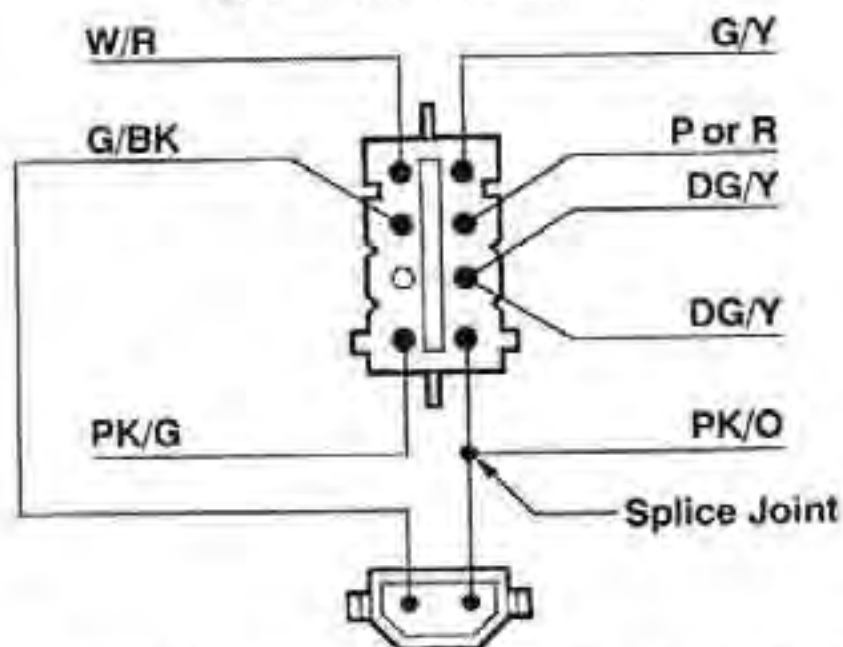 W/R
G/Y
G/BK
P or R
DG/Y
DG/Y
PK/G
PK/O
Splice Joint